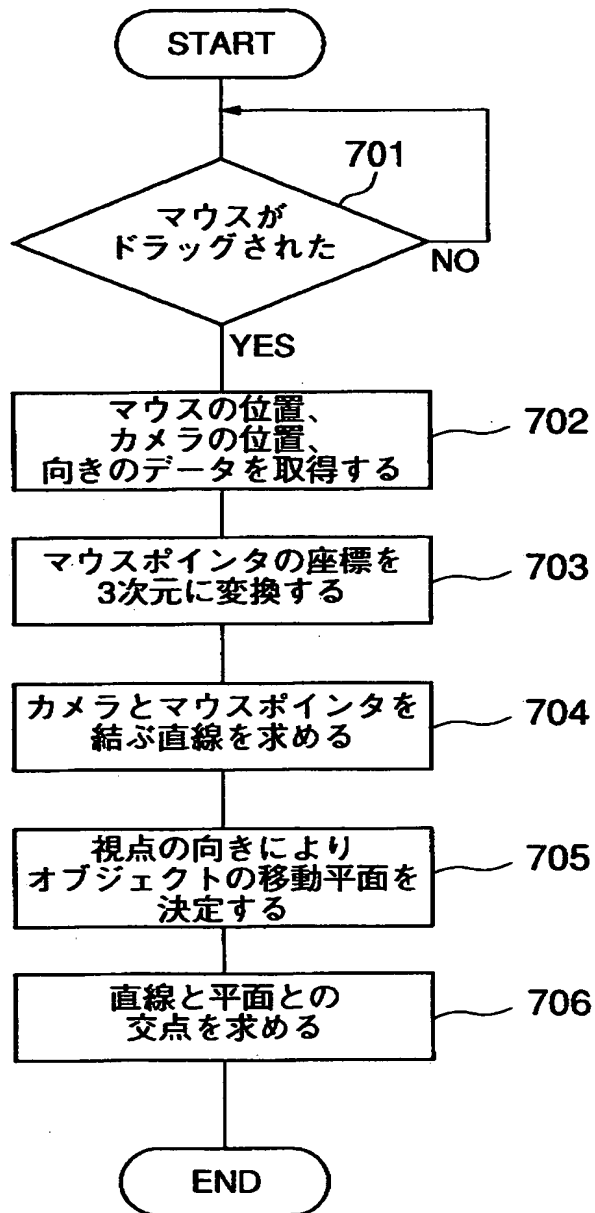 START
701
マウスが
ドラッグされた
NO
YES
マウスの位置、
カメラの位置、
向きのデータを取得する
702
マウスポインタの座標を
3次元に変換する
703
カメラとマウスポインタを
結ぶ直線を求める
704
視点の向きにより
オブジェクトの移動平面を
決定する
705
直線と平面との
交点を求める
706
END